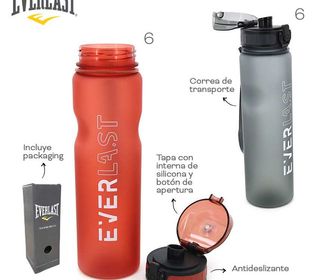 EVERLAST
6
6
Correa de
transporte
Incluye
packaging
EVERLAST
Tapa con
interna de
silicona y
botón de
apertura
EVERLAST
EVERLAST
Antideslizante